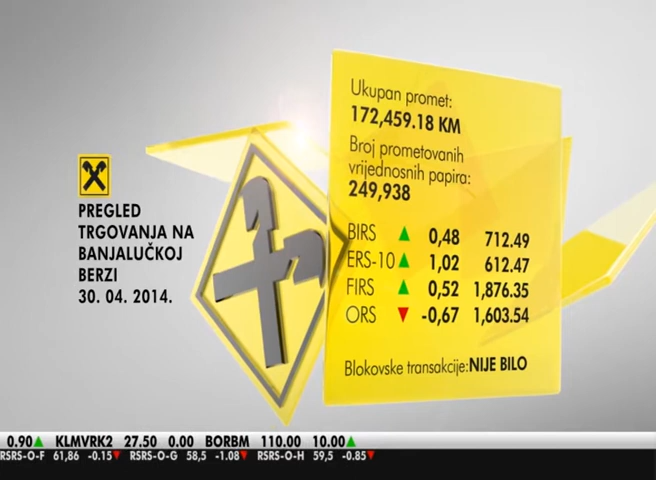 PREGLED
TRGOVANJA NA
BANJALUČKOJ
BERZI
30. 04. 2014.
Ukupan promet:
172,459.18 KM
Broj prometovanih
vrijednosnih papira:
249,938
BIRS ▲ 0,48 712.49
ERS-10 ▲ 1,02 612.47
FIRS ▲ 0,52 1,876.35
ORS ▼ -0,67 1,603.54
Blokovske transakcije:NIJE BILO
0.90▲ KLMVRK2 27.50 0.00 BORBM 110.00 10.00▲
RSRS-O-F 61,86 -0.15▼ RSRS-O-G 58,5 -1.08▼ RSRS-O-H 59,5 -0.85▼